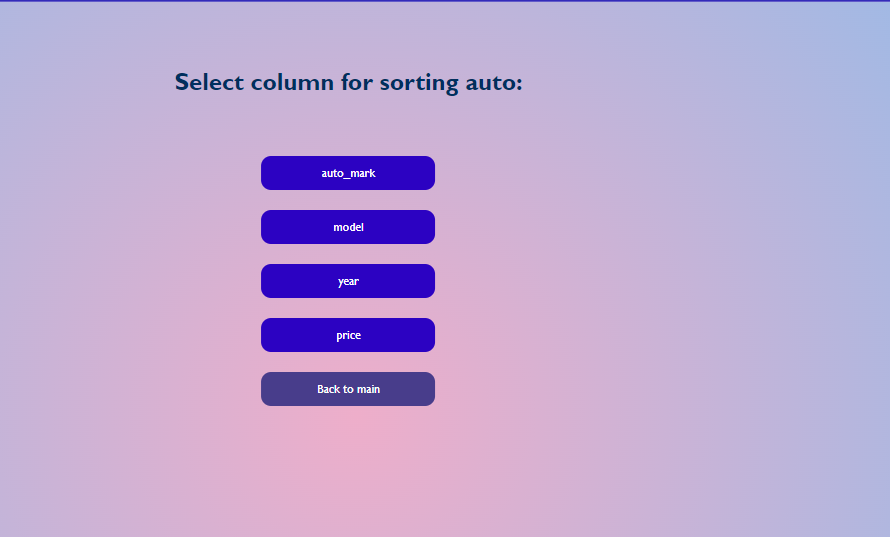 Select column for sorting auto:
auto_mark
model
year
price
Back to main